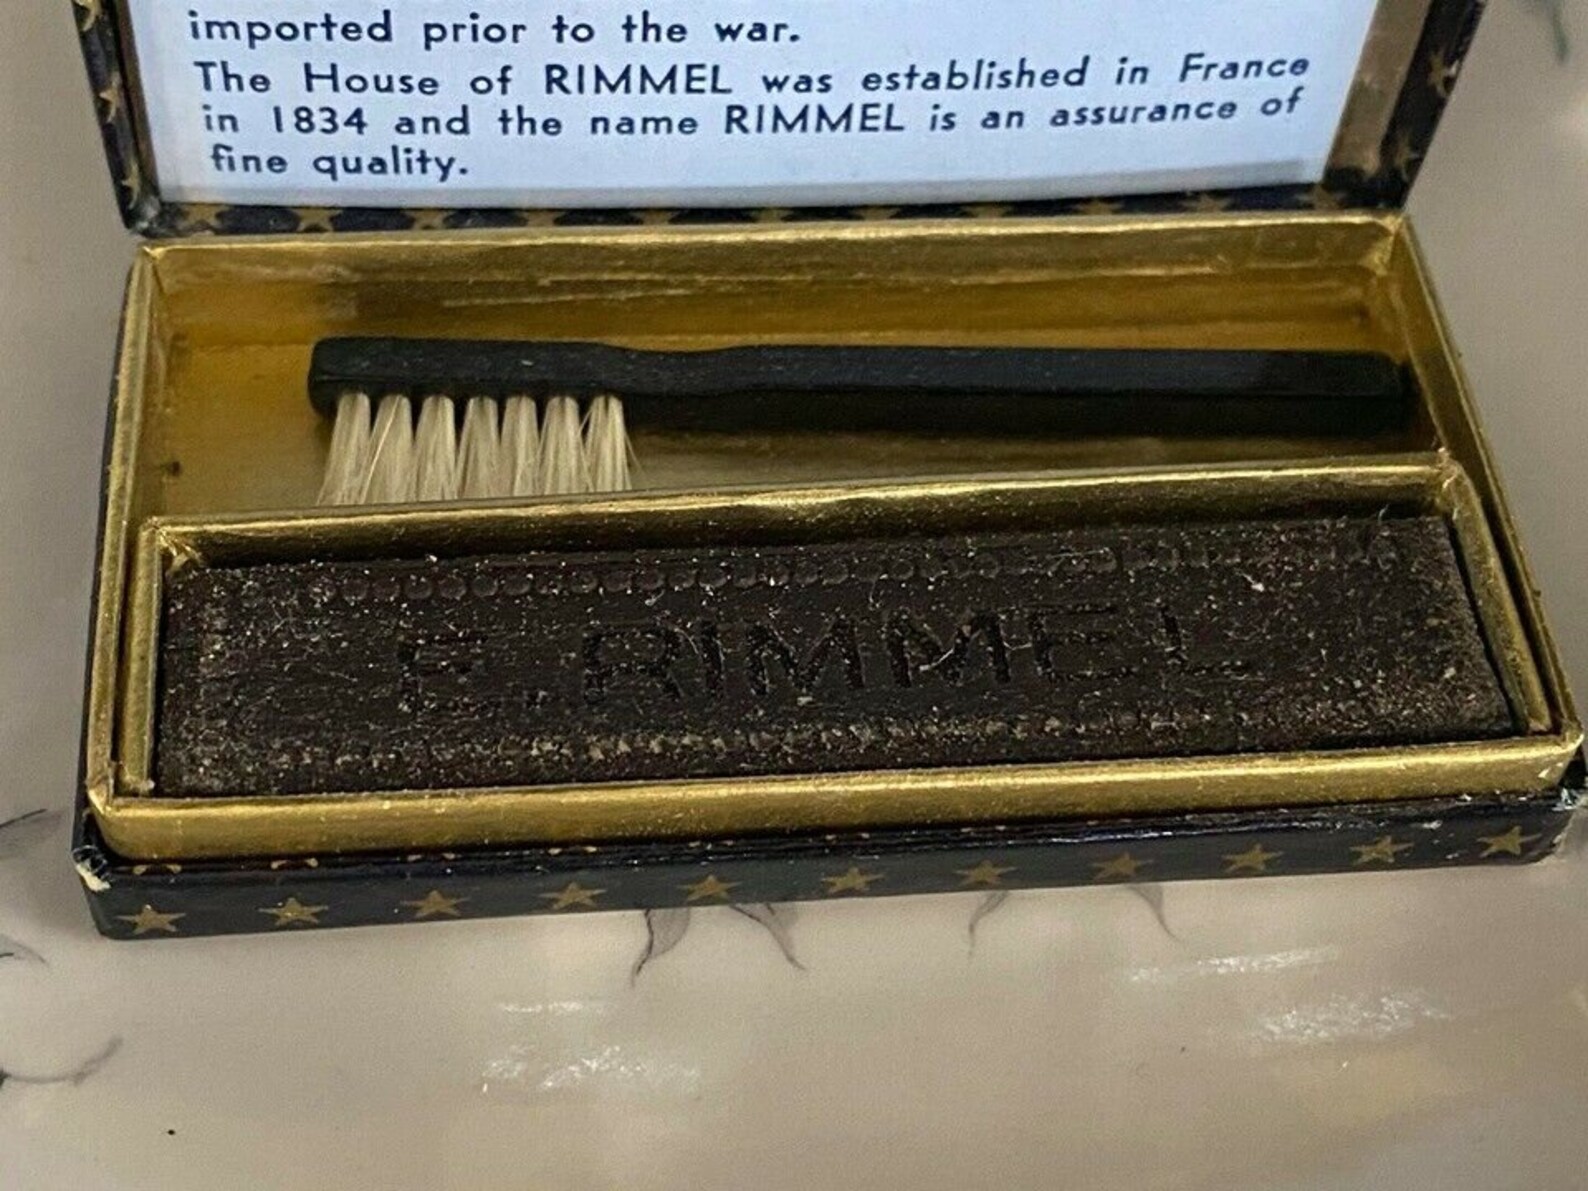 imported prior to the war.
The House of RIMMEL was established in France
in 1834 and the name RIMMEL is an assurance of
fine quality.
E. RIMMEL